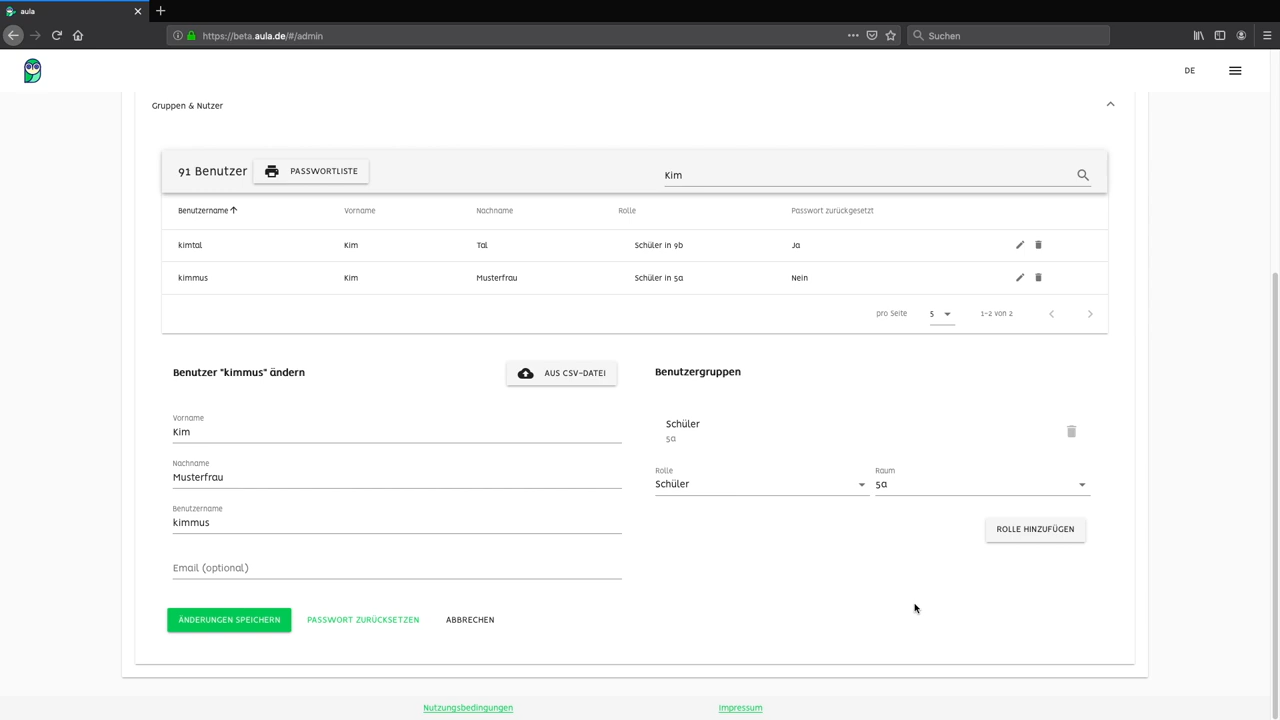 aula
https://beta.aula.de/#/admin
Suchen
DE
Gruppen & Nutzer
91 Benutzer
PASSWORTLISTE
Kim
Benutzername Vorname Nachname Rolle Passwort zurückgesetzt
kimtal Kim Tal Schüler in 9b Ja
kimmus Kim Musterfrau Schüler in 5a Nein
pro Seite 5 1-2 von 2
Benutzer "kimmus" ändern
AUS CSV-DATEI
Vorname
Kim
Nachname
Musterfrau
Benutzername
kimmus
Email (optional)
ÄNDERUNGEN SPEICHERN PASSWORT ZURÜCKSETZEN ABBRECHEN
Benutzergruppen
Schüler
5a
Rolle Raum
Schüler 5a
ROLLE HINZUFÜGEN
Nutzungsbedingungen Impressum